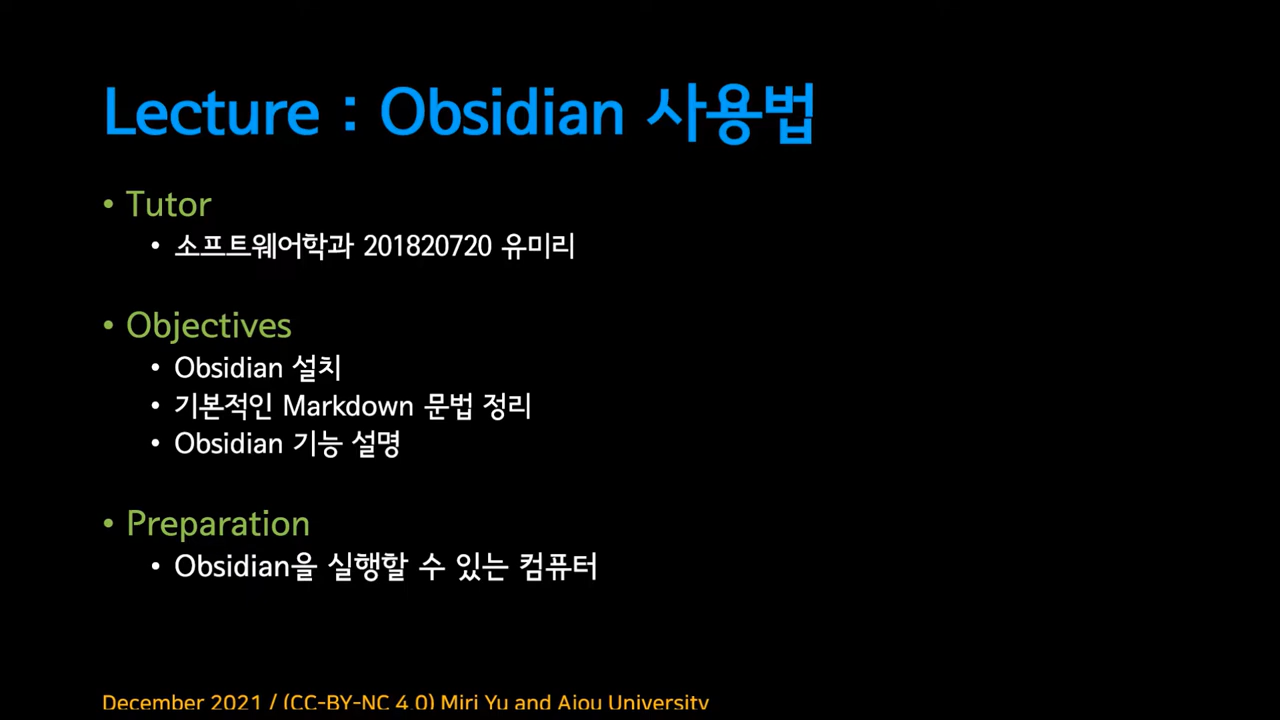 Lecture : Obsidian 사용법
• Tutor
• 소프트웨어학과 201820720 유미리
• Objectives
• Obsidian 설치
• 기본적인 Markdown 문법 정리
• Obsidian 기능 설명
• Preparation
• Obsidian을 실행할 수 있는 컴퓨터
December 2021 / (CC-BY-NC 4.0) Miri Yu and Ajou University